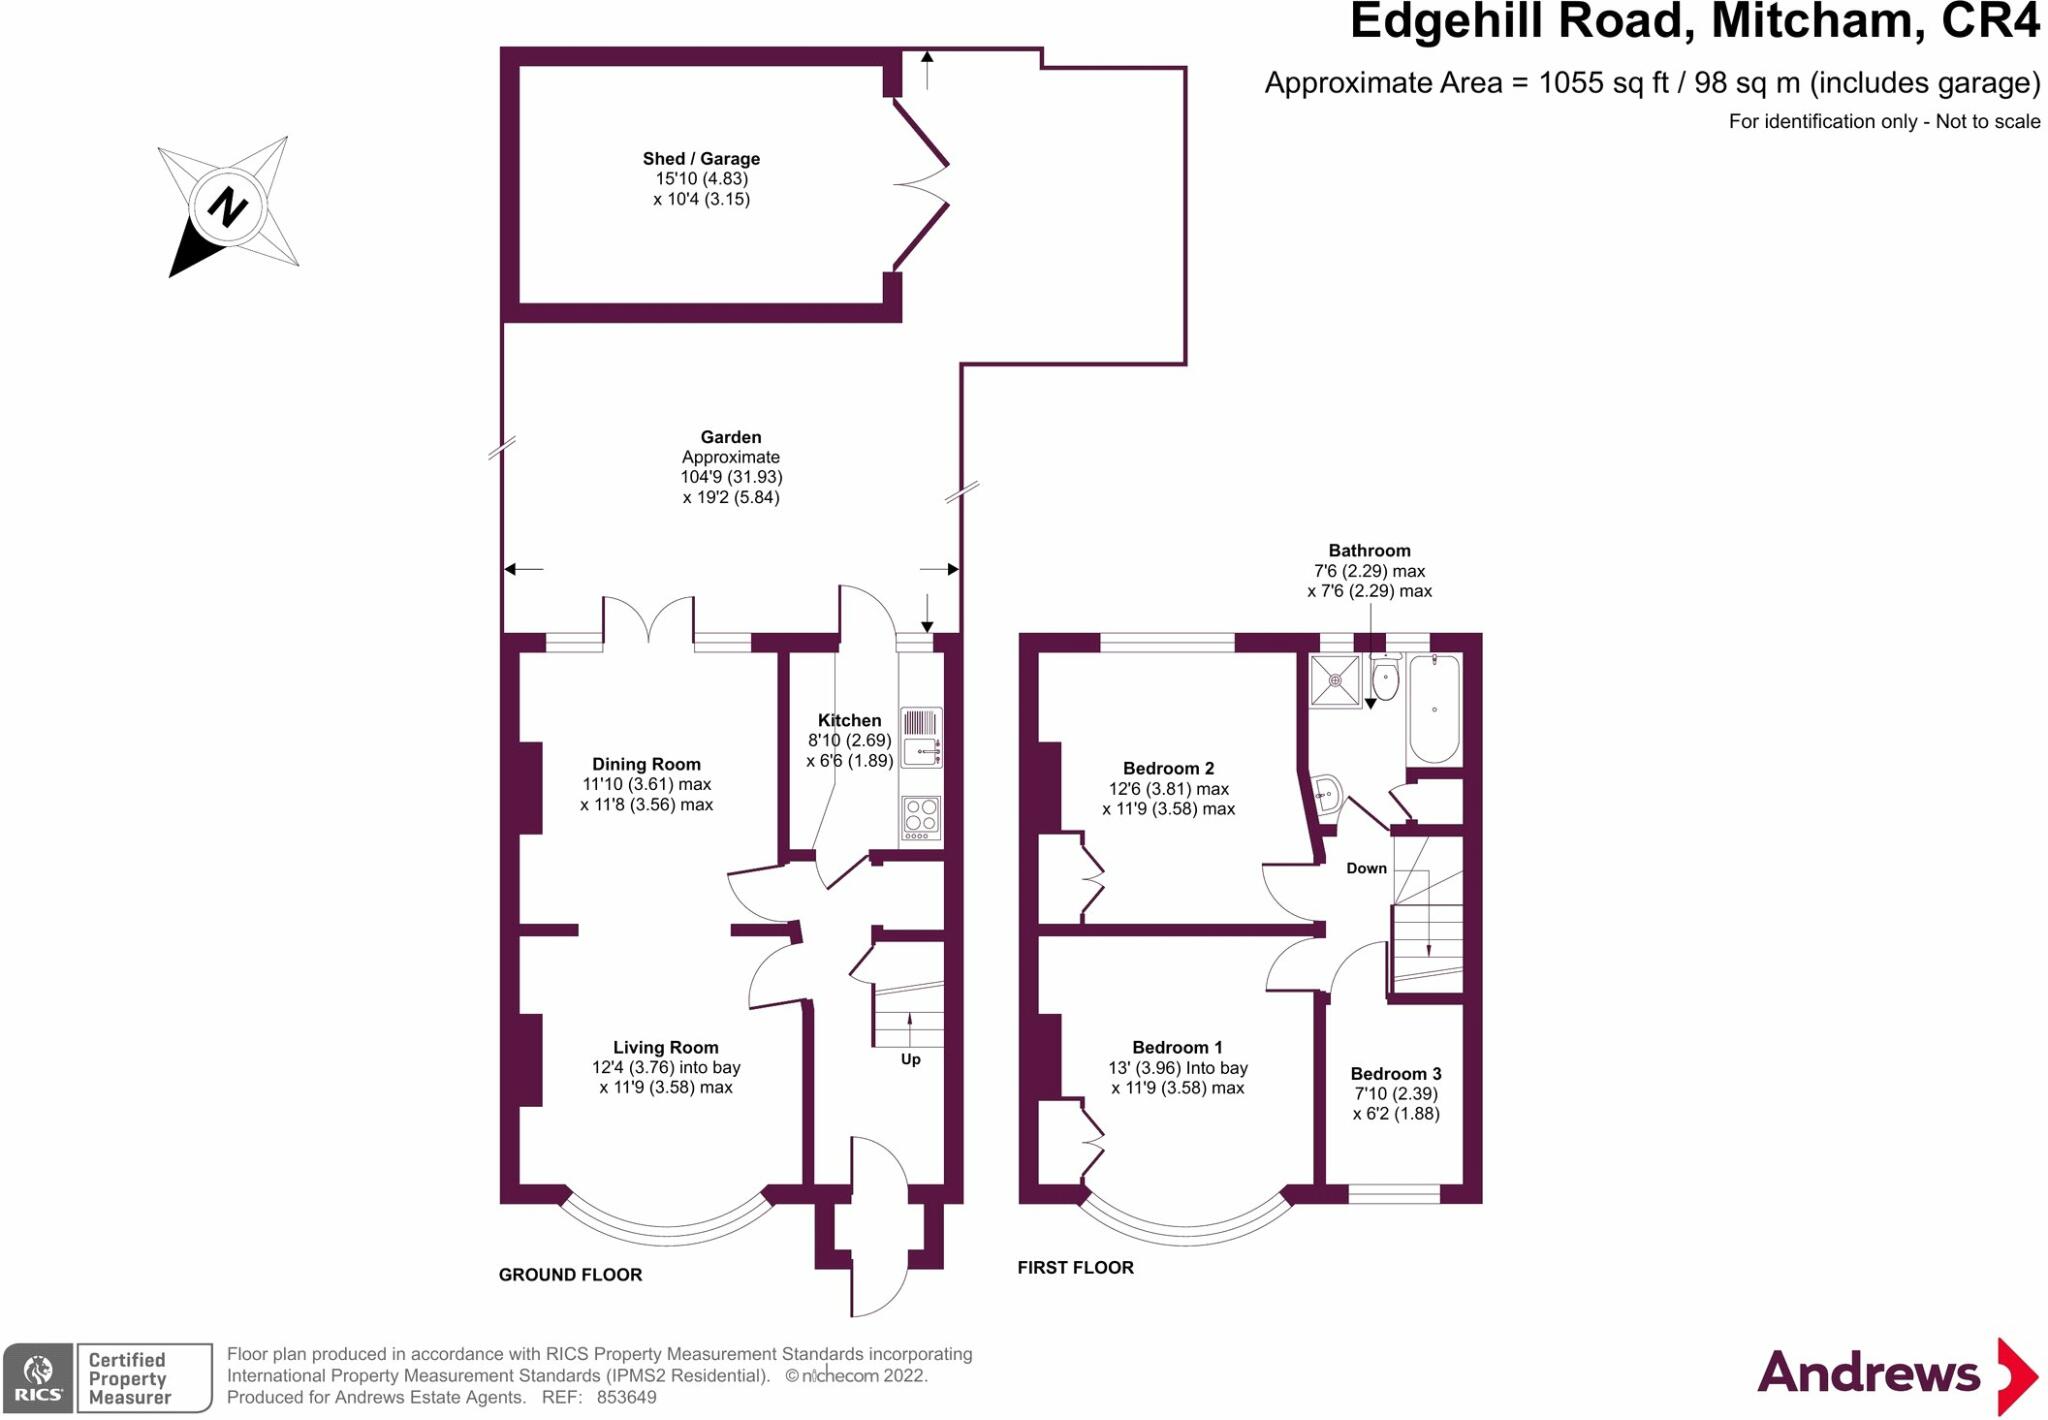 Edgehill Road, Mitcham, CR4
Approximate Area = 1055 sq ft / 98 sq m (includes garage)
For identification only - Not to scale
N
Shed / Garage
15'10 (4.83)
x 10'4 (3.15)
Garden
Approximate
104'9 (31.93)
x 19'2 (5.84)
Bathroom
7'6 (2.29) max
x 7'6 (2.29) max
Kitchen
8'10 (2.69)
x 6'6 (1.89)
Dining Room
11'10 (3.61) max
x 11'8 (3.56) max
Bedroom 2
12'6 (3.81) max
x 11'9 (3.58) max
Down
Living Room
12'4 (3.76) into bay
x 11'9 (3.58) max
Up
Bedroom 1
13' (3.96) Into bay
x 11'9 (3.58) max
Bedroom 3
7'10 (2.39)
x 6'2 (1.88)
GROUND FLOOR
FIRST FLOOR
RICS
Certified
Property
Measurer
Floor plan produced in accordance with RICS Property Measurement Standards incorporating
International Property Measurement Standards (IPMS2 Residential). © nichecom 2022.
Produced for Andrews Estate Agents. REF: 853649
Andrews